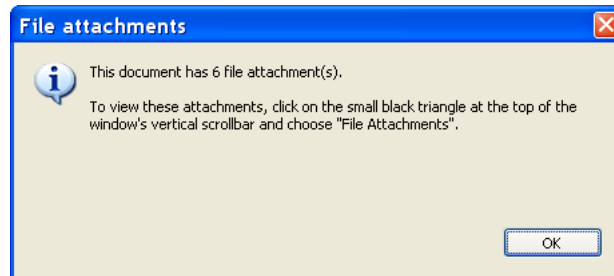 File attachments
This document has 6 file attachment(s).
To view these attachments, click on the small black triangle at the top of the
window's vertical scrollbar and choose "File Attachments".
OK